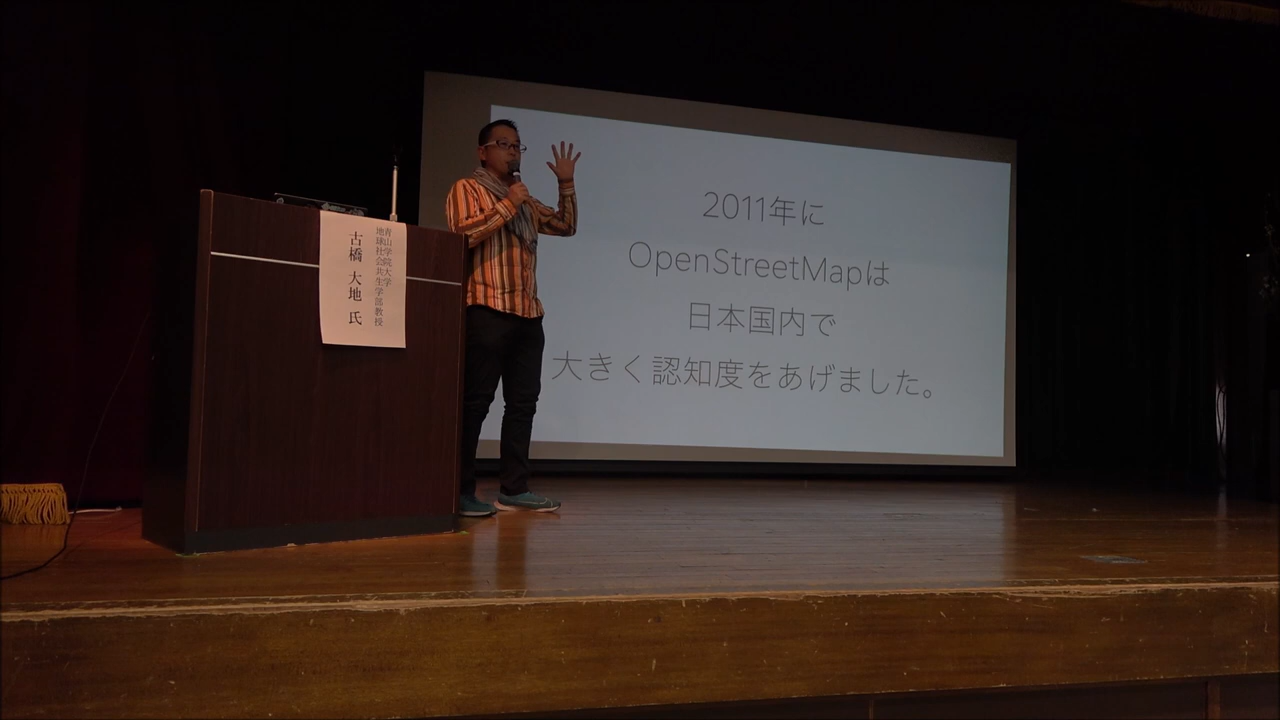 青山学院大学
地球社会共生学部教授
古橋 大地 氏
2011年に
OpenStreetMapは
日本国内で
大きく認知度をあげました。